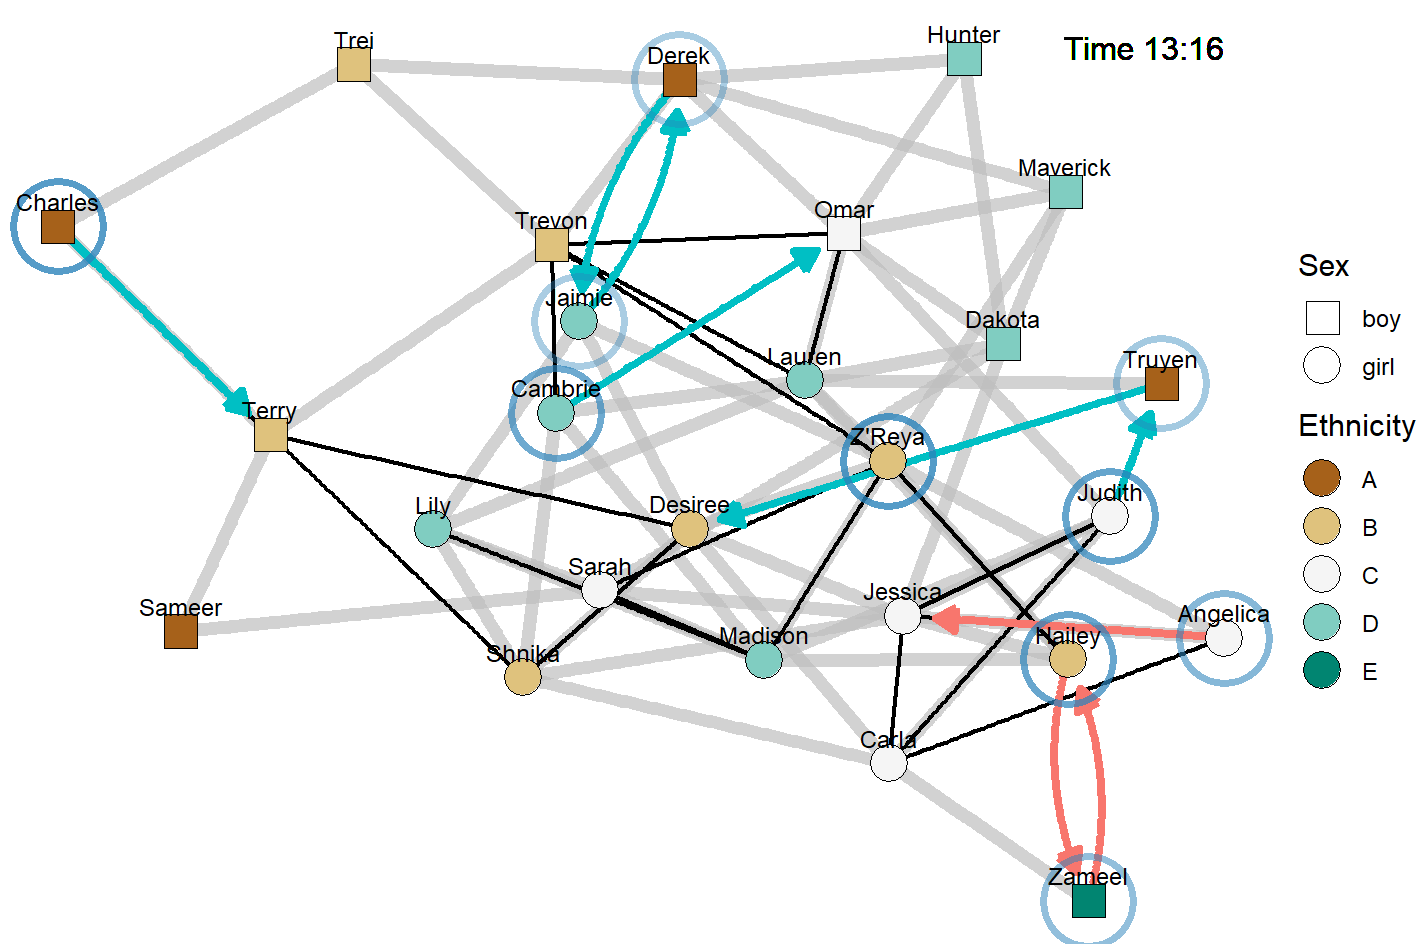 Trei
Derek
Hunter
Time 13:16
Maverick
Charles
Trevon
Omar
Sex
Jaimie
boy
Dakota
Lauren
Truyen
girl
Cambrie
Terry
Z'Reya
Ethnicity
A
Lily
Desiree
Judith
B
Sarah
C
Sameer
Jessica
Angelica
D
Madison
Hailey
Shnika
E
Carla
Zameel